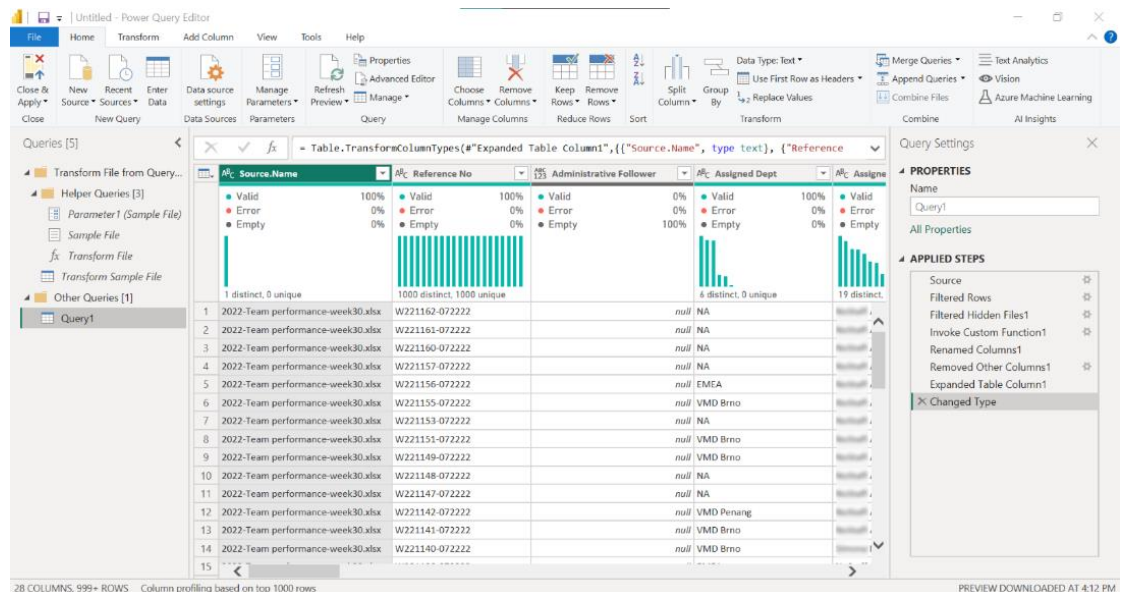 Untitled - Power Query Editor
File Home Transform Add Column View Tools Help
Close & Apply
New Source
Recent Sources
Enter Data
Data source settings
Manage Parameters
Refresh Preview
Properties
Advanced Editor
Manage
Choose Columns
Remove Columns
Keep Rows
Remove Rows
Split Column
Group By
Data Type: Text
Use First Row as Headers
Replace Values
Merge Queries
Append Queries
Combine Files
Text Analytics
Vision
Azure Machine Learning
Close New Query Data Sources Parameters Query Manage Columns Reduce Rows Sort Transform Combine AI Insights
Queries [5]
Transform File from Query...
Helper Queries [3]
Parameter1 (Sample File)
Sample File
fx Transform File
Transform Sample File
Other Queries [1]
Query1
fx = Table.TransformColumnTypes(#"Expanded Table Column1",{{"Source.Name", type text}, {"Reference
Source.Name Reference No Administrative Follower Assigned Dept Assigne
Valid 100% Valid 100% Valid 0% Valid 100% Valid
Error 0% Error 0% Error 0% Error 0% Error
Empty 0% Empty 0% Empty 100% Empty 0% Empty
1 distinct, 0 unique 1000 distinct, 1000 unique 6 distinct, 0 unique 19 distinct,
1 2022-Team performance-week30.xlsx W221162-072222 null NA
2 2022-Team performance-week30.xlsx W221161-072222 null NA
3 2022-Team performance-week30.xlsx W221160-072222 null NA
4 2022-Team performance-week30.xlsx W221157-072222 null NA
5 2022-Team performance-week30.xlsx W221156-072222 null EMEA
6 2022-Team performance-week30.xlsx W221155-072222 null VMD Brno
7 2022-Team performance-week30.xlsx W221153-072222 null NA
8 2022-Team performance-week30.xlsx W221151-072222 null VMD Brno
9 2022-Team performance-week30.xlsx W221149-072222 null VMD Brno
10 2022-Team performance-week30.xlsx W221148-072222 null NA
11 2022-Team performance-week30.xlsx W221147-072222 null NA
12 2022-Team performance-week30.xlsx W221142-072222 null VMD Penang
13 2022-Team performance-week30.xlsx W221141-072222 null VMD Brno
14 2022-Team performance-week30.xlsx W221140-072222 null VMD Brno
15
Query Settings
PROPERTIES
Name
Query1
All Properties
APPLIED STEPS
Source
Filtered Rows
Filtered Hidden Files1
Invoke Custom Function1
Renamed Columns1
Removed Other Columns1
Expanded Table Column1
Changed Type
28 COLUMNS, 999+ ROWS Column profiling based on top 1000 rows PREVIEW DOWNLOADED AT 4:12 PM